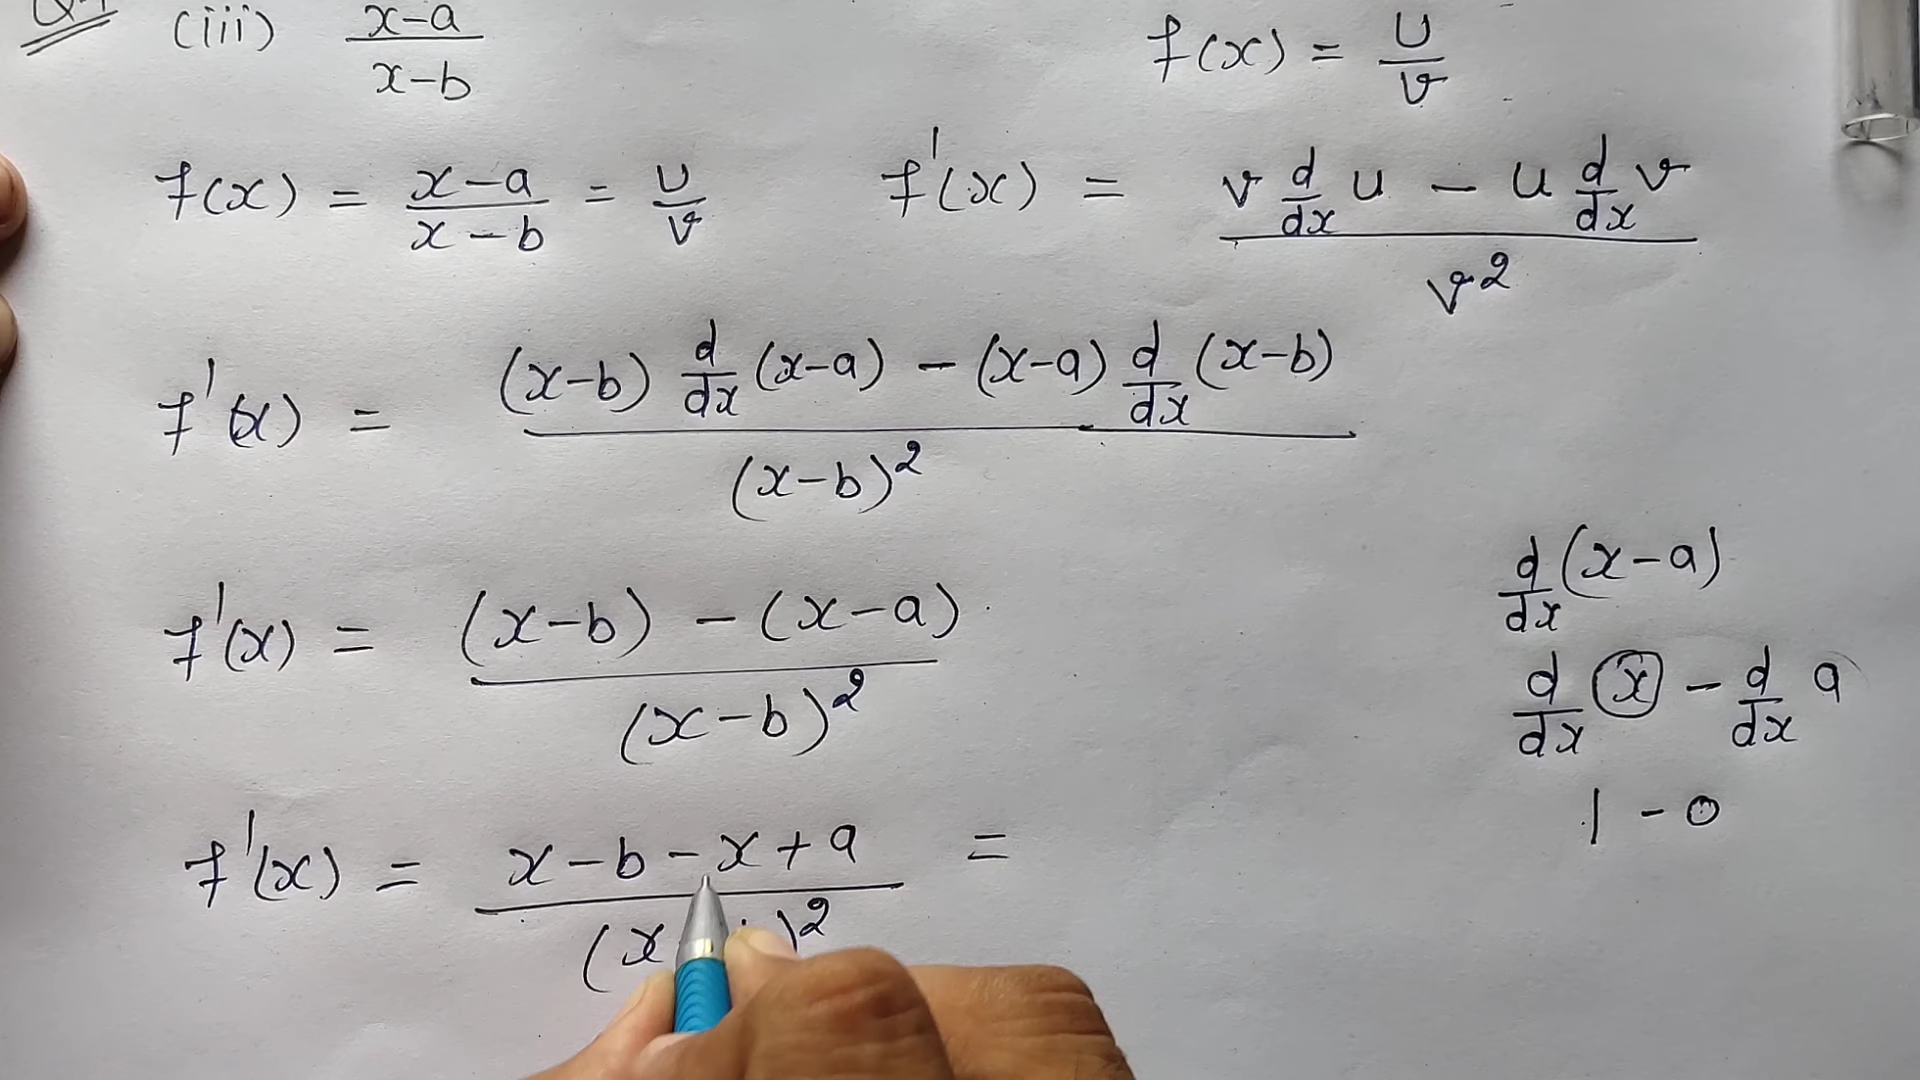 (iii) x-a / x-b
f(x) = U / v
f(x) = x-a / x-b = U / v
f'(x) = v d/dx u - u d/dx v / v²
f'(x) = (x-b) d/dx (x-a) - (x-a) d/dx (x-b) / (x-b)²
f'(x) = (x-b) - (x-a) / (x-b)²
f'(x) = x-b-x+a / (x )² =
d/dx (x-a)
d/dx x - d/dx a
1 - 0